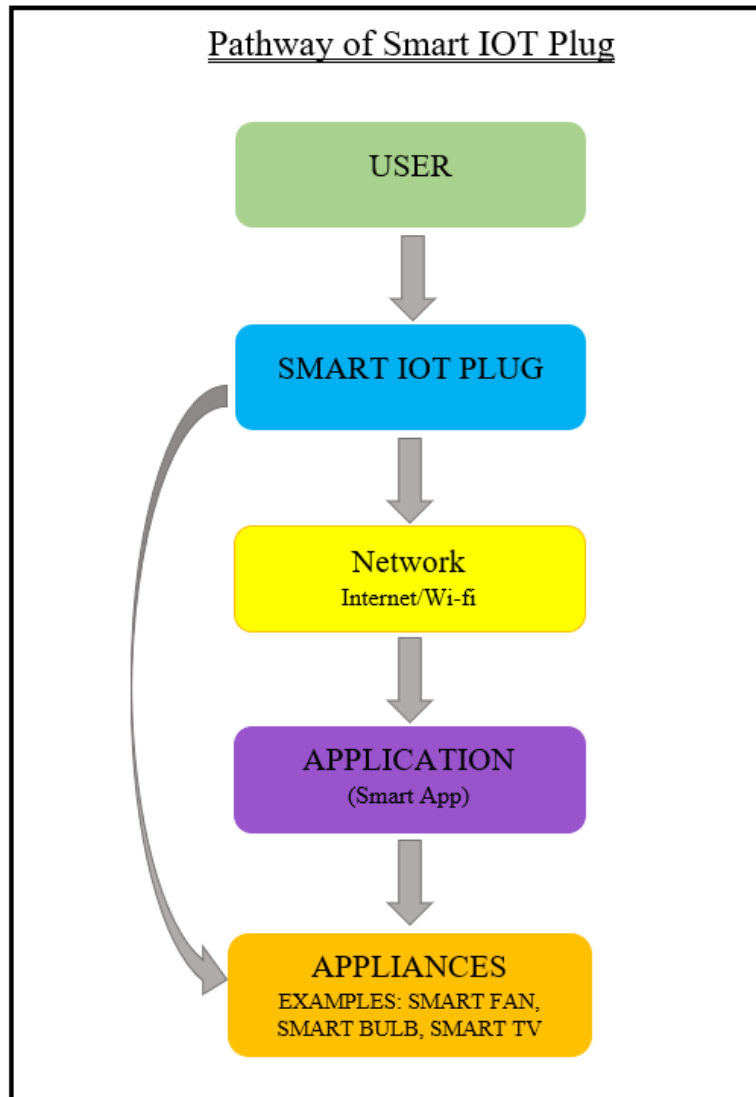 Pathway of Smart IOT Plug
USER
SMART IOT PLUG
Network
Internet/Wi-fi
APPLICATION
(Smart App)
APPLIANCES
EXAMPLES: SMART FAN,
SMART BULB, SMART TV